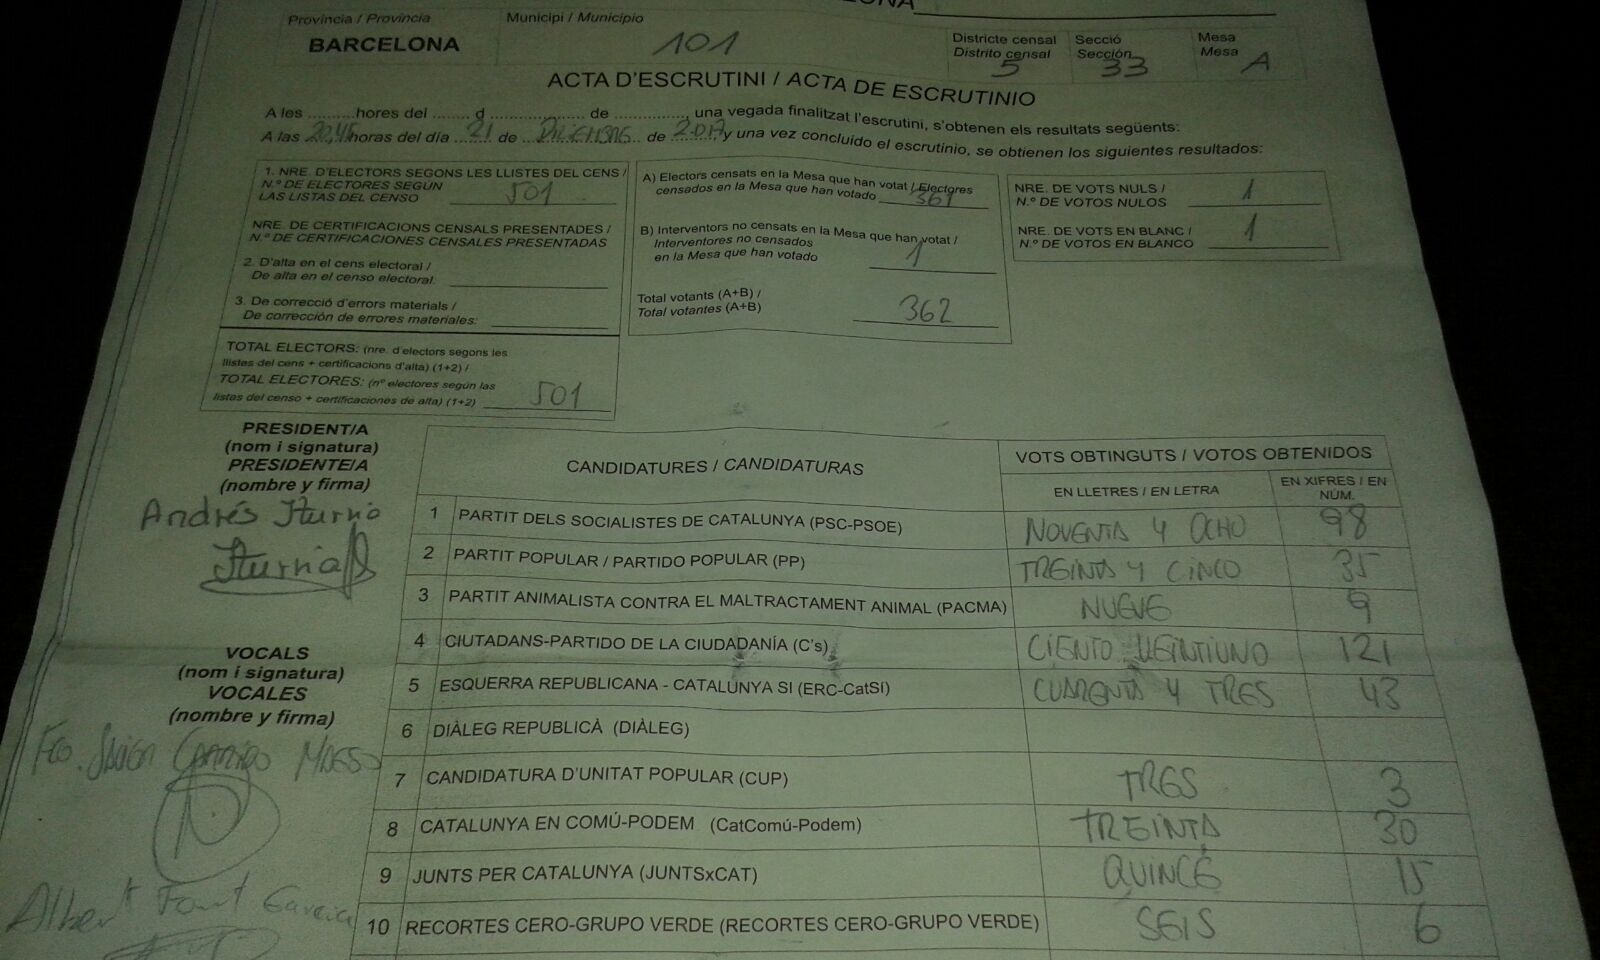 Província / Provincia
BARCELONA
Municipi / Municipio
101
Districte censal
Distrito censal
5
Secció
Sección
33
Mesa
Mesa
A
ACTA D'ESCRUTINI / ACTA DE ESCRUTINIO
A les ........hores del .......d ................. de ............. una vegada finalitzat l'escrutini, s'obtenen els resultats següents:
A las 20,45 horas del día 21 de DICIEMBRE de 2.017 y una vez concluido el escrutinio, se obtienen los siguientes resultados:
1. NRE. D'ELECTORS SEGONS LES LLISTES DEL CENS /
N.º DE ELECTORES SEGÚN
LAS LISTAS DEL CENSO 501
NRE. DE CERTIFICACIONS CENSALS PRESENTADES /
N.º DE CERTIFICACIONES CENSALES PRESENTADAS
2. D'alta en el cens electoral /
De alta en el censo electoral:
3. De correcció d'errors materials /
De corrección de errores materiales:
TOTAL ELECTORS: (nre. d'electors segons les
llistes del cens + certificacions d'alta) (1+2) /
TOTAL ELECTORES: (nº electores según las
listas del censo + certificaciones de alta) (1+2) 501
A) Electors censats en la Mesa que han votat / Electores
censados en la Mesa que han votado 361
B) Interventors no censats en la Mesa que han votat /
Interventores no censados
en la Mesa que han votado 1
Total votants (A+B) /
Total votantes (A+B) 362
NRE. DE VOTS NULS /
N.º DE VOTOS NULOS 1
NRE. DE VOTS EN BLANC /
N.º DE VOTOS EN BLANCO 1
PRESIDENT/A
(nom i signatura)
PRESIDENTE/A
(nombre y firma)
Andrés Iturria
Iturria
VOCALS
(nom i signatura)
VOCALES
(nombre y firma)
Fco. Javier Garrido
Albert Font Garcia
CANDIDATURES / CANDIDATURAS
VOTS OBTINGUTS / VOTOS OBTENIDOS
EN LLETRES / EN LETRA
EN XIFRES / EN
NÚM.
1 PARTIT DELS SOCIALISTES DE CATALUNYA (PSC-PSOE) NOVENTA Y OCHO 98
2 PARTIT POPULAR / PARTIDO POPULAR (PP) TREINTA Y CINCO 35
3 PARTIT ANIMALISTA CONTRA EL MALTRACTAMENT ANIMAL (PACMA) NUEVE 9
4 CIUTADANS-PARTIDO DE LA CIUDADANÍA (C's) CIENTO VEINTIUNO 121
5 ESQUERRA REPUBLICANA - CATALUNYA SI (ERC-CatSI) CUARENTA Y TRES 43
6 DIÀLEG REPUBLICÀ (DIÀLEG)
7 CANDIDATURA D'UNITAT POPULAR (CUP) TRES 3
8 CATALUNYA EN COMÚ-PODEM (CatComú-Podem) TREINTA 30
9 JUNTS PER CATALUNYA (JUNTSxCAT) QUINCE 15
10 RECORTES CERO-GRUPO VERDE (RECORTES CERO-GRUPO VERDE) SEIS 6